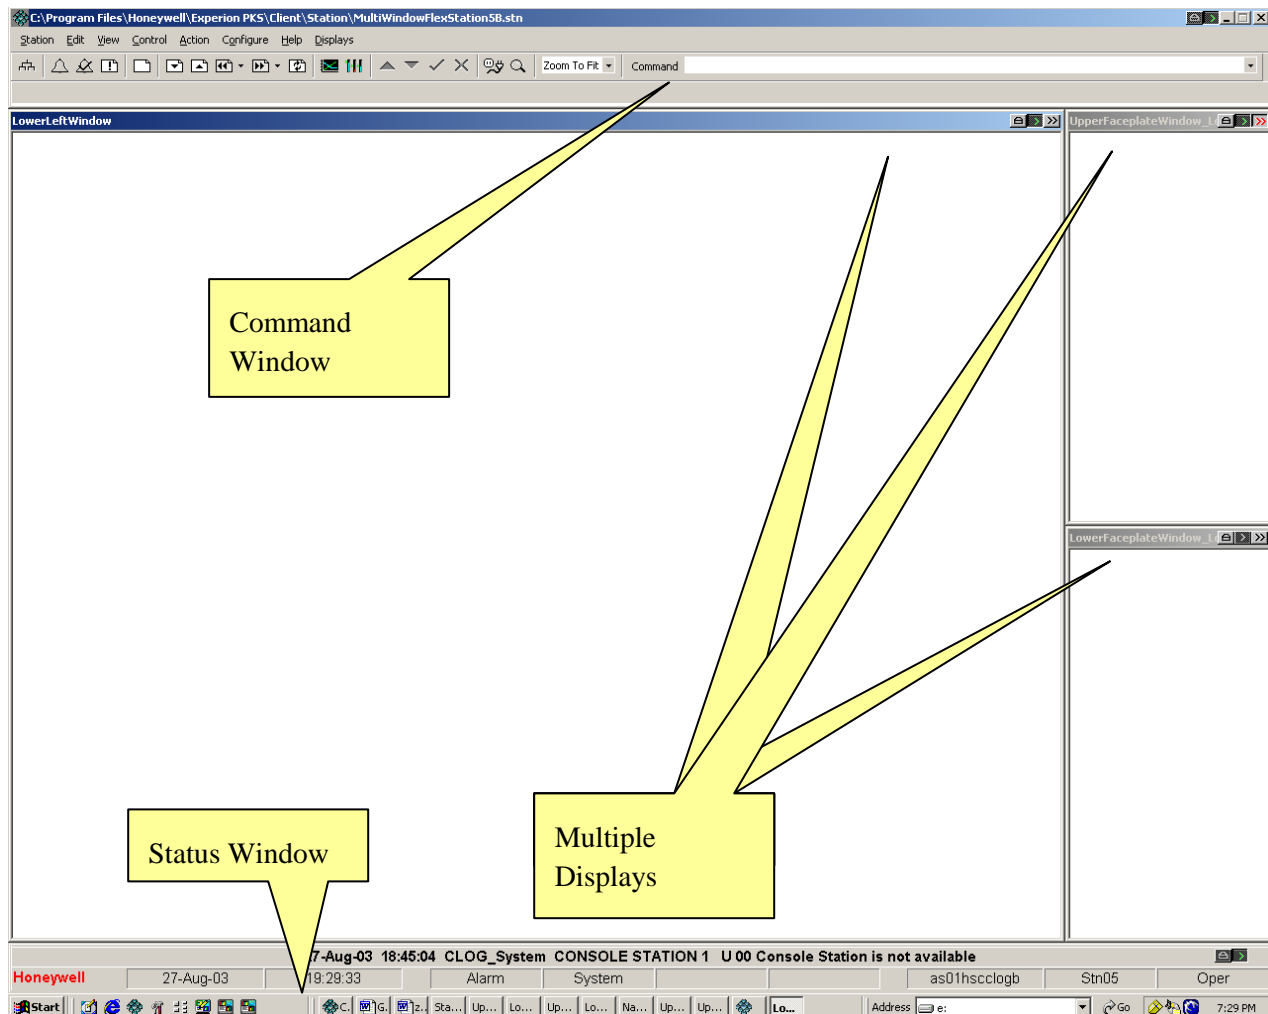 C:\Program Files\Honeywell\Experion PKS\Client\Station\MultiWindowFlexStation5B.stn
Station Edit View Control Action Configure Help Displays
Zoom To Fit Command
LowerLeftWindow
UpperFaceplateWindow_L
Command
Window
LowerFaceplateWindow_L
Multiple
Displays
Status Window
7-Aug-03 18:45:04 CLOG_System CONSOLE STATION 1 U 00 Console Station is not available
Honeywell 27-Aug-03 19:29:33 Alarm System as01hscclogb Stn05 Oper
Start C. G. z. Sta... Up... Lo... Up... Lo... Na... Up... Up... Lo... Address e: Go 7:29 PM